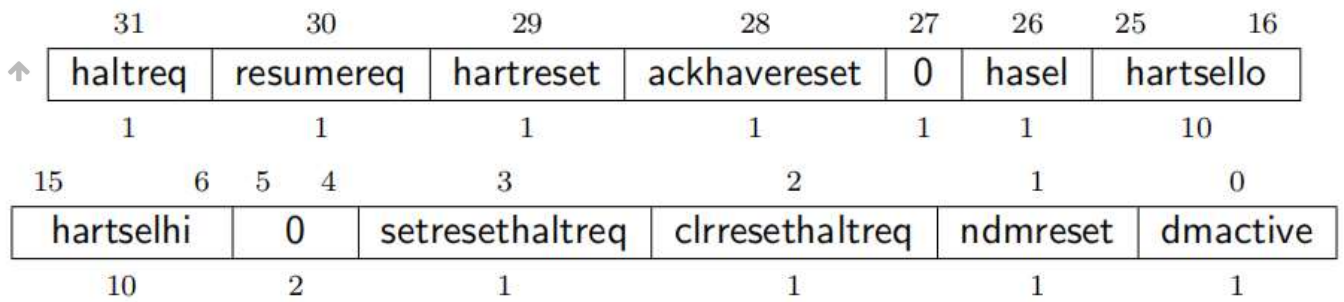 31 30 29 28 27 26 25 16
haltreq resumereq hartreset ackhavereset 0 hasel hartsello
1 1 1 1 1 1 10
15 6 5 4 3 2 1 0
hartselhi 0 setresethaltreq clrresethaltreq ndmreset dmactive
10 2 1 1 1 1